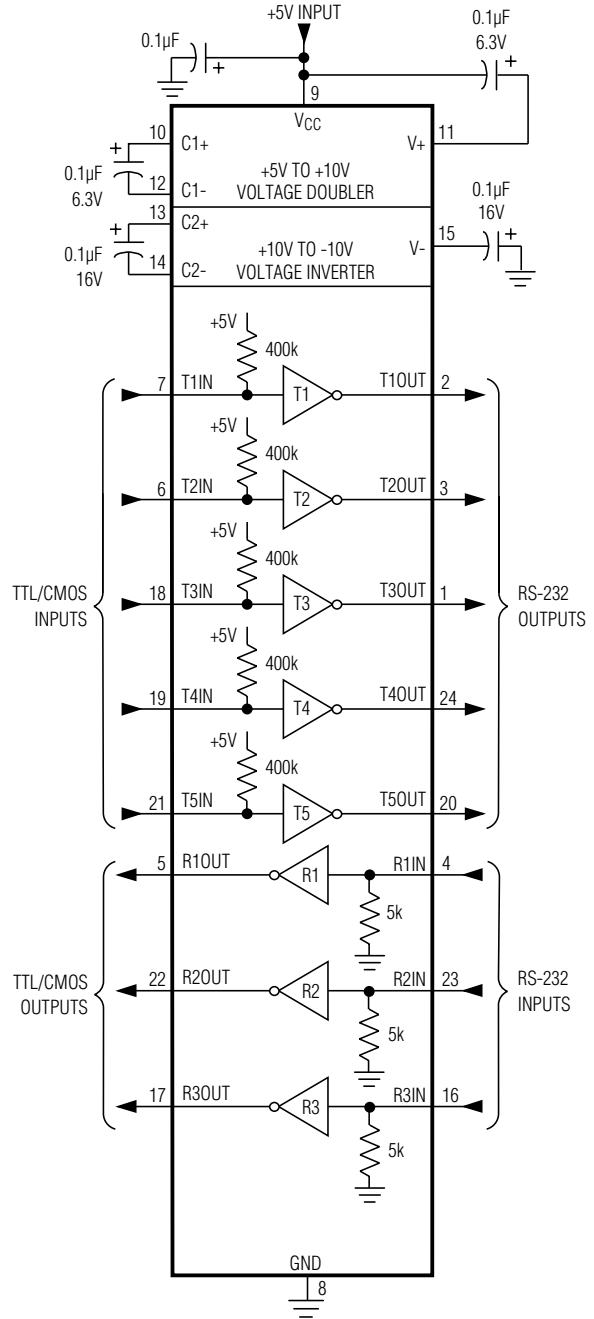 +5V INPUT
0.1µF
0.1µF
6.3V
9
VCC
10
C1+
V+
11
0.1µF
6.3V
+5V TO +10V
VOLTAGE DOUBLER
12
C1-
0.1µF
16V
13
C2+
0.1µF
16V
+10V TO -10V
VOLTAGE INVERTER
V-
15
14
C2-
+5V
400k
7
T1IN
T1
T1OUT
2
+5V
400k
6
T2IN
T2
T2OUT
3
+5V
400k
TTL/CMOS
INPUTS
18
T3IN
T3
T3OUT
1
RS-232
OUTPUTS
+5V
400k
19
T4IN
T4
T4OUT
24
+5V
400k
21
T5IN
T5
T5OUT
20
5
R1OUT
R1
R1IN
4
5k
TTL/CMOS
OUTPUTS
22
R2OUT
R2
R2IN
23
RS-232
INPUTS
5k
17
R3OUT
R3
R3IN
16
5k
GND
8